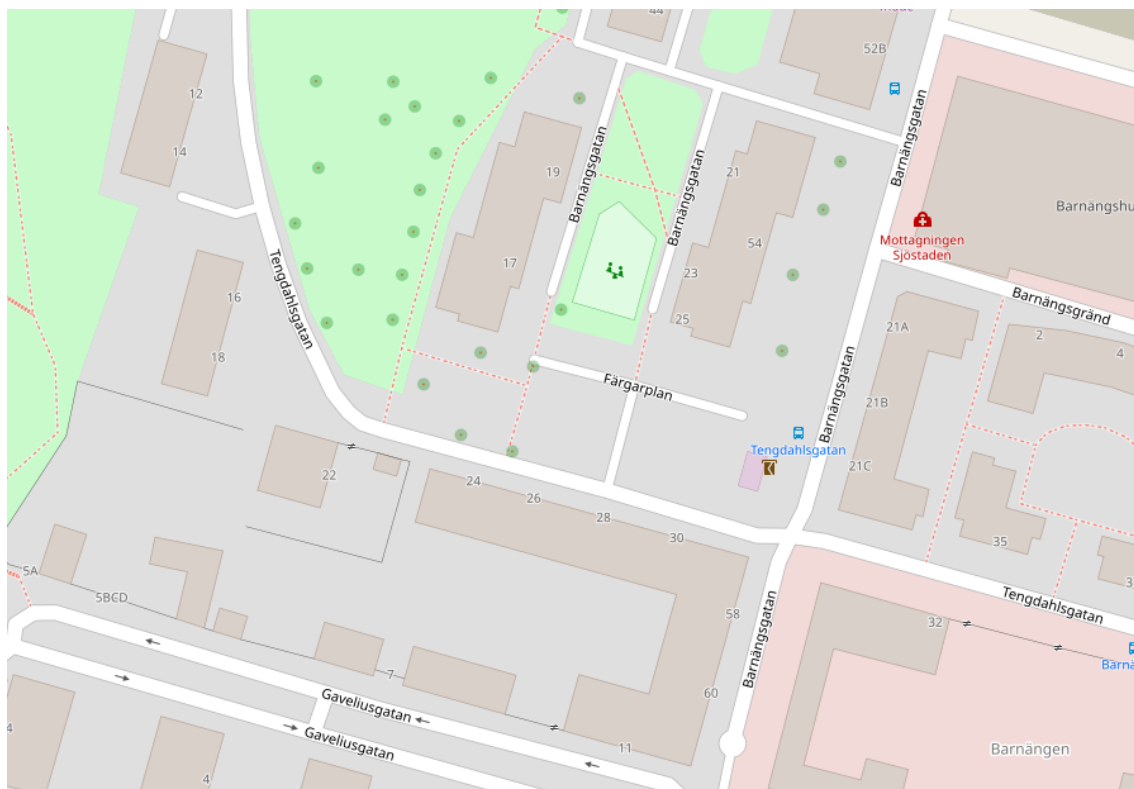 44
52B
12
14
Barnängsgatan
19
Barnängsgatan
Barnängsgatan
21
Barnängshu
Mottagningen
Sjöstaden
54
17
23
Tengdahlsgatan
16
Barnängsgränd
25
21A
2
4
18
Färgarplan
Barnängsgatan
21B
Tengdahlsgatan
21C
22
24
26
28
30
35
5A
5BCD
Tengdahlsgatan
58
32
Barnängsgatan
7
60
Gaveliusgatan
Gaveliusgatan
11
Barnängen
4